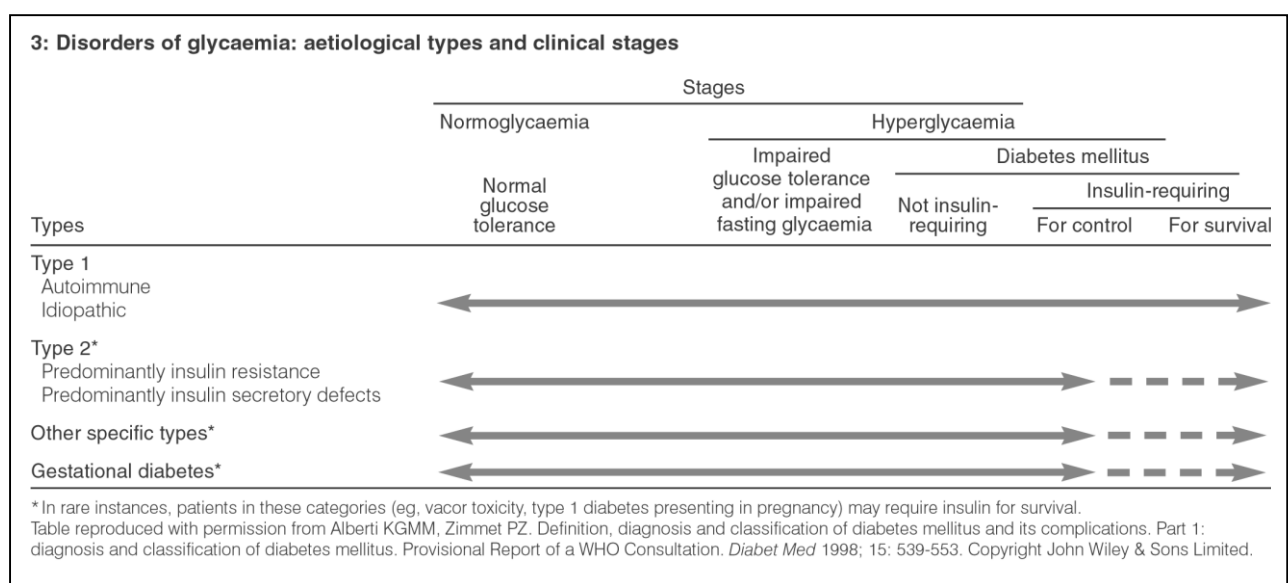 3: Disorders of glycaemia: aetiological types and clinical stages
Stages
Normoglycaemia
Hyperglycaemia
Normal
glucose
tolerance
Impaired
glucose tolerance
and/or impaired
fasting glycaemia
Diabetes mellitus
Not insulin-
requiring
Insulin-requiring
For control
For survival
Types
Type 1
Autoimmune
Idiopathic
Type 2*
Predominantly insulin resistance
Predominantly insulin secretory defects
Other specific types*
Gestational diabetes*
* In rare instances, patients in these categories (eg, vacor toxicity, type 1 diabetes presenting in pregnancy) may require insulin for survival.
Table reproduced with permission from Alberti KGMM, Zimmet PZ. Definition, diagnosis and classification of diabetes mellitus and its complications. Part 1:
diagnosis and classification of diabetes mellitus. Provisional Report of a WHO Consultation. Diabet Med 1998; 15: 539-553. Copyright John Wiley & Sons Limited.